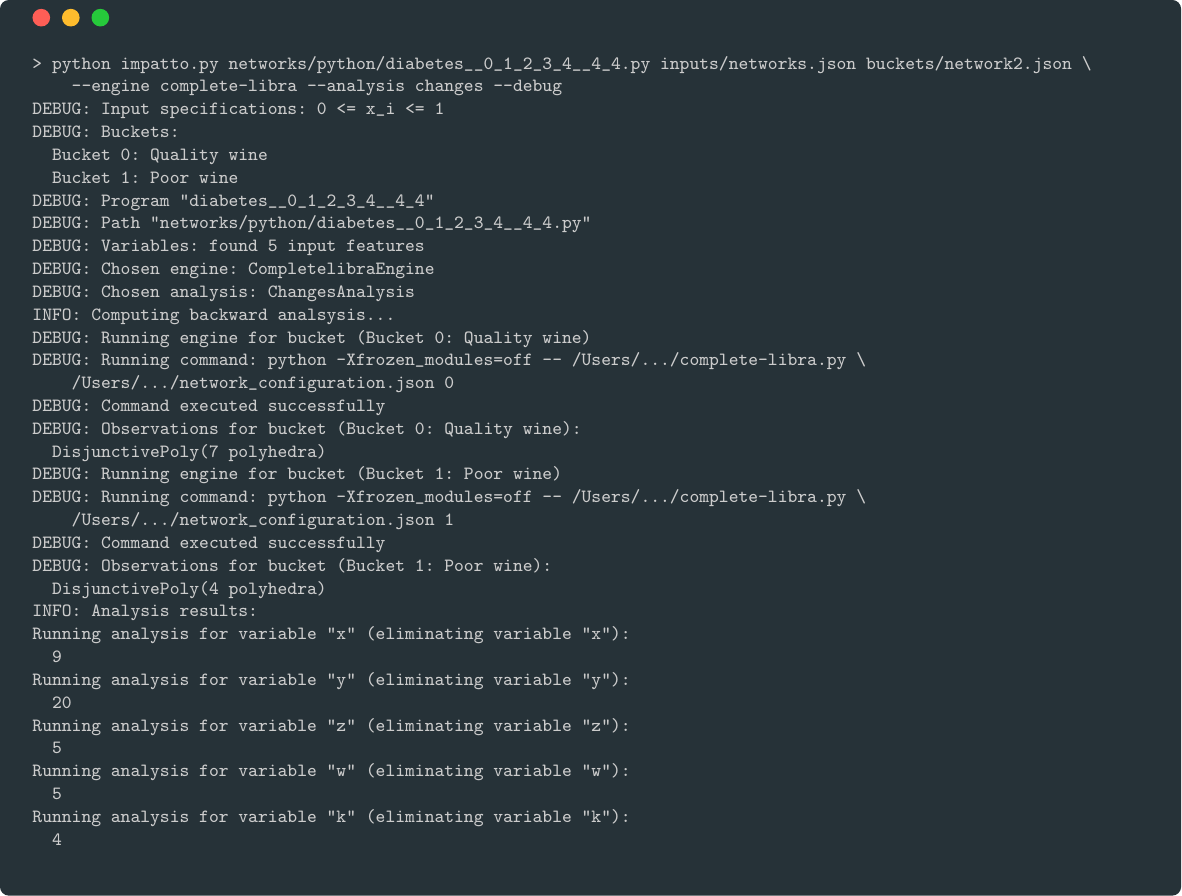 > python impatto.py networks/python/diabetes__0_1_2_3_4__4_4.py inputs/networks.json buckets/network2.json \
    --engine complete-libra --analysis changes --debug
DEBUG: Input specifications: 0 <= x_i <= 1
DEBUG: Buckets:
  Bucket 0: Quality wine
  Bucket 1: Poor wine
DEBUG: Program "diabetes__0_1_2_3_4__4_4"
DEBUG: Path "networks/python/diabetes__0_1_2_3_4__4_4.py"
DEBUG: Variables: found 5 input features
DEBUG: Chosen engine: CompletelibraEngine
DEBUG: Chosen analysis: ChangesAnalysis
INFO: Computing backward analsysis...
DEBUG: Running engine for bucket (Bucket 0: Quality wine)
DEBUG: Running command: python -Xfrozen_modules=off -- /Users/.../complete-libra.py \
    /Users/.../network_configuration.json 0
DEBUG: Command executed successfully
DEBUG: Observations for bucket (Bucket 0: Quality wine):
  DisjunctivePoly(7 polyhedra)
DEBUG: Running engine for bucket (Bucket 1: Poor wine)
DEBUG: Running command: python -Xfrozen_modules=off -- /Users/.../complete-libra.py \
    /Users/.../network_configuration.json 1
DEBUG: Command executed successfully
DEBUG: Observations for bucket (Bucket 1: Poor wine):
  DisjunctivePoly(4 polyhedra)
INFO: Analysis results:
Running analysis for variable "x" (eliminating variable "x"):
  9
Running analysis for variable "y" (eliminating variable "y"):
  20
Running analysis for variable "z" (eliminating variable "z"):
  5
Running analysis for variable "w" (eliminating variable "w"):
  5
Running analysis for variable "k" (eliminating variable "k"):
  4